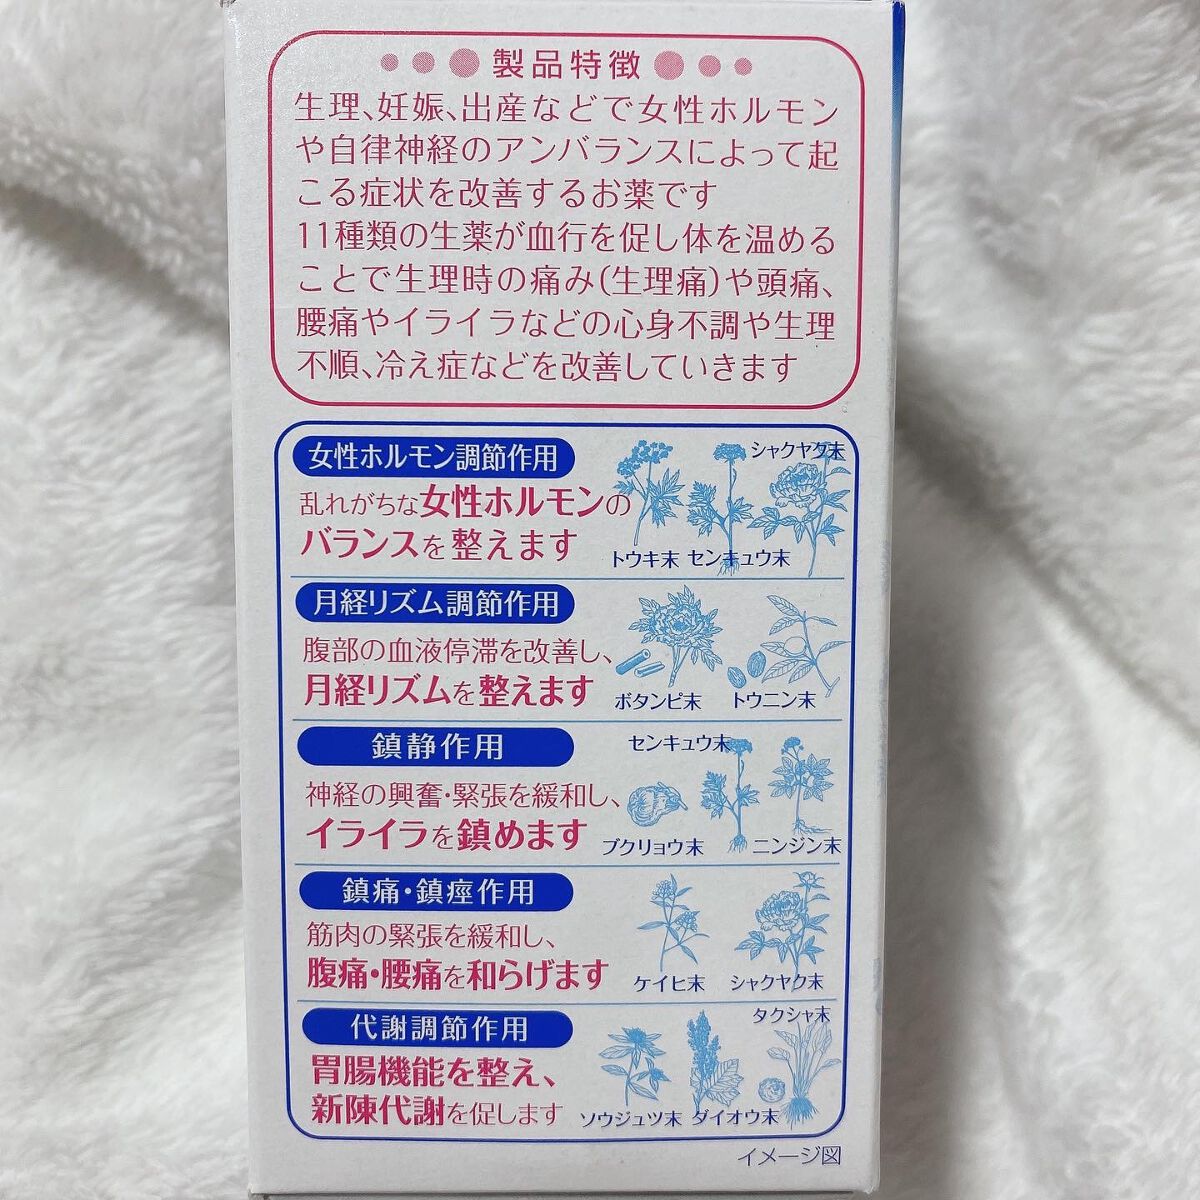 製品特徴
生理、妊娠、出産などで女性ホルモン
や自律神経のアンバランスによって起
こる症状を改善するお薬です
11種類の生薬が血行を促し体を温める
ことで生理時の痛み(生理痛)や頭痛、
腰痛やイライラなどの心身不調や生理
不順、冷え症などを改善していきます
女性ホルモン調節作用
乱れがちな女性ホルモンの
バランスを整えます
シャクヤク末
トウキ末 センキュウ末
月経リズム調節作用
腹部の血液停滞を改善し、
月経リズムを整えます
ボタンピ末 トウニン末
鎮静作用
神経の興奮・緊張を緩和し、
イライラを鎮めます
センキュウ末
ブクリョウ末 ニンジン末
鎮痛・鎮痙作用
筋肉の緊張を緩和し、
腹痛・腰痛を和らげます
ケイヒ末 シャクヤク末
代謝調節作用
胃腸機能を整え、
新陳代謝を促します
タクシャ末
ソウジュツ末 ダイオウ末
イメージ図